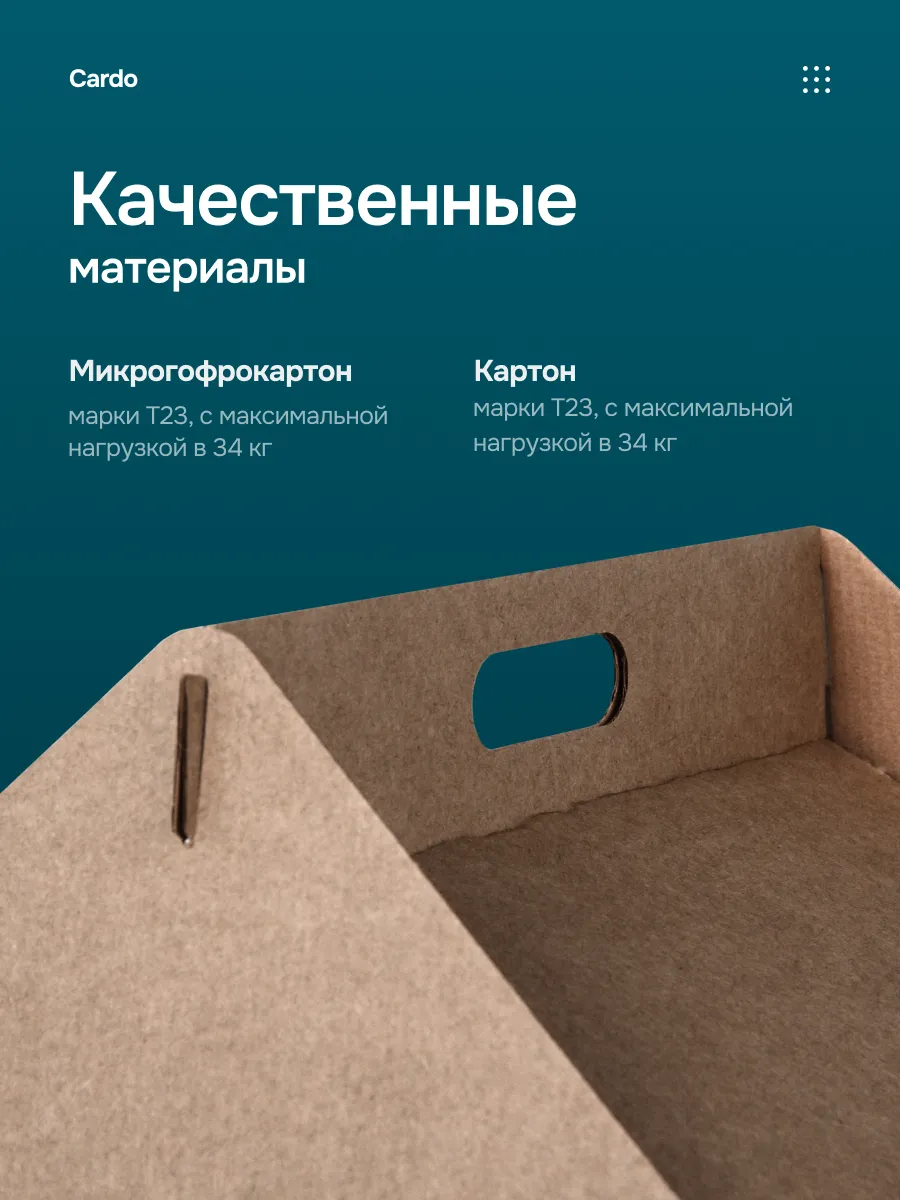 Cardo
Качественные
материалы
Микрогофрокартон
марки Т23, с максимальной
нагрузкой в 34 кг
Картон
марки Т23, с максимальной
нагрузкой в 34 кг